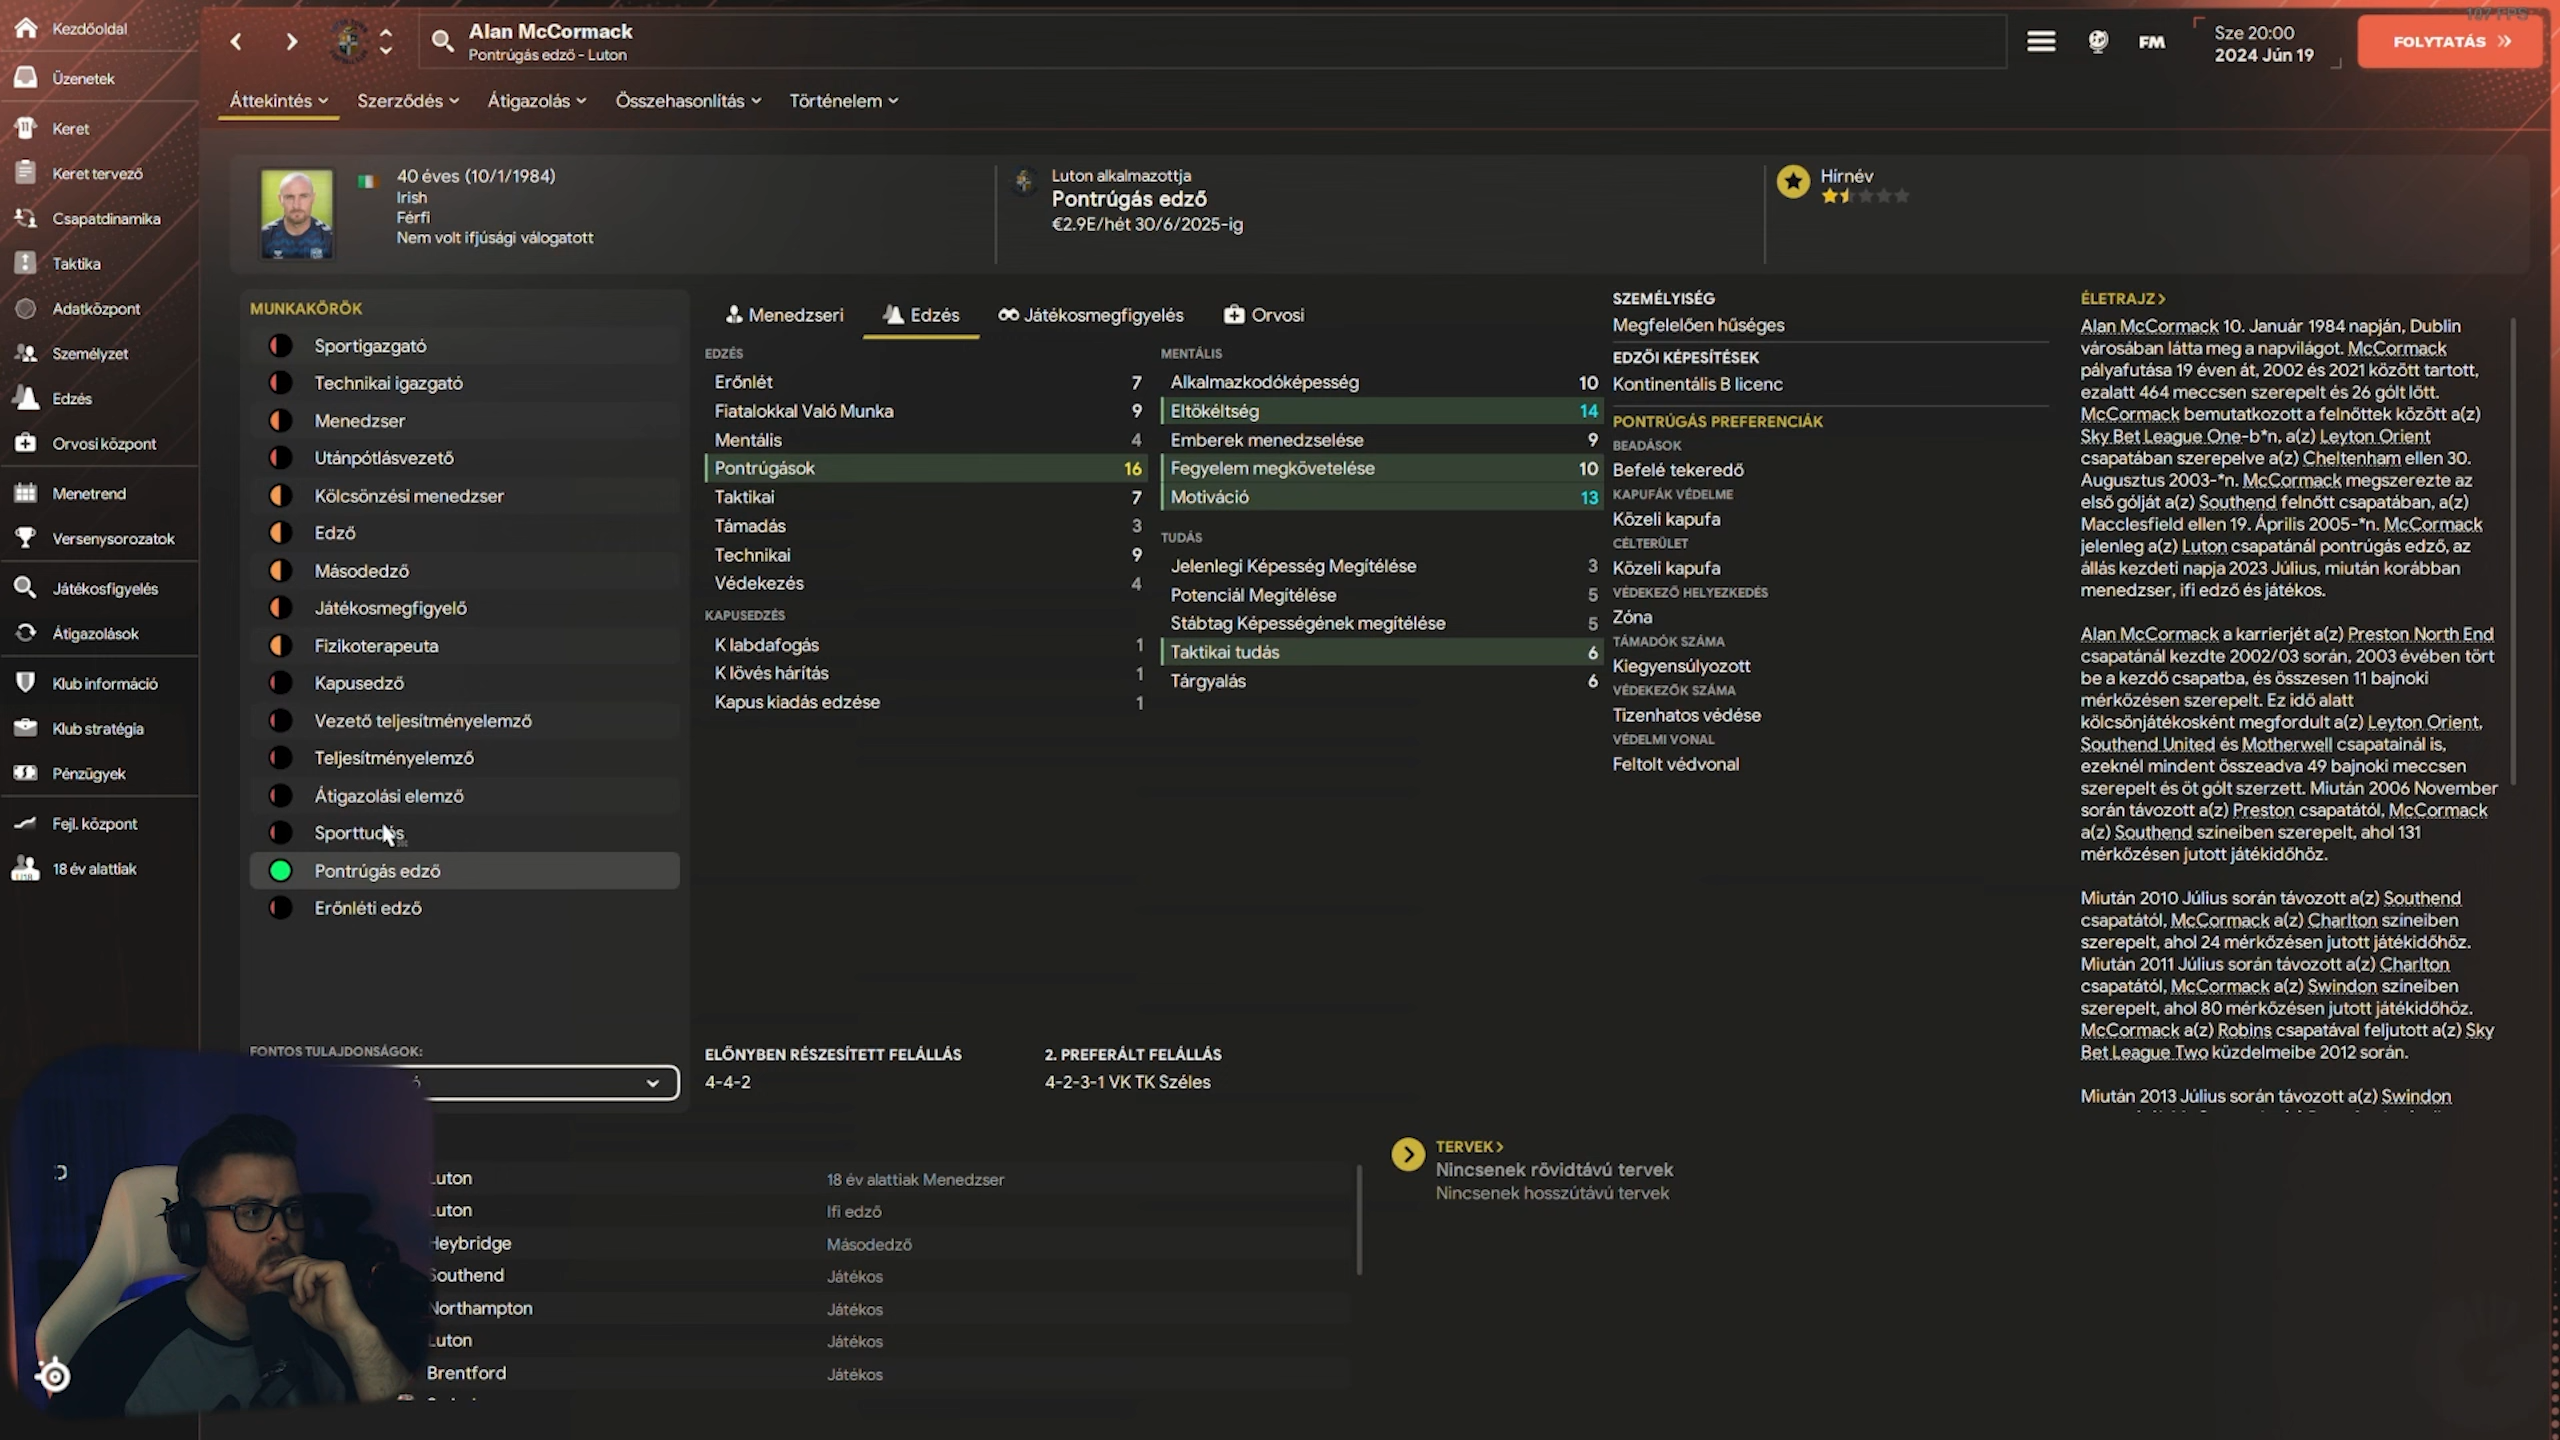 Kezdőoldal
Üzenetek
Keret
Keret tervező
Csapatdinamika
Taktika
Adatközpont
Személyzet
Edzés
Orvosi központ
Menetrend
Versenysorozatok
Játékosfigyelés
Átigazolások
Klub információ
Klub stratégia
Pénzügyek
Fejl. központ
18 év alattiak
Alan McCormack
Pontrúgás edző - Luton
FM
Sze 20:00
2024 Jún 19
107 FPS
FOLYTATÁS
Áttekintés
Szerződés
Átigazolás
Összehasonlítás
Történelem
40 éves (10/1/1984)
Irish
Férfi
Nem volt ifjúsági válogatott
Luton alkalmazottja
Pontrúgás edző
€2.9E/hét 30/6/2025-ig
Hírnév
MUNKAKÖRÖK
Sportigazgató
Technikai igazgató
Menedzser
Utánpótlásvezető
Kölcsönzési menedzser
Edző
Másodedző
Játékosmegfigyelő
Fizikoterapeuta
Kapusedző
Vezető teljesítményelemző
Teljesítményelemző
Átigazolási elemző
Sporttudós
Pontrúgás edző
Erőnléti edző
FONTOS TULAJDONSÁGOK:
Menedzseri
Edzés
Játékosmegfigyelés
Orvosi
EDZÉS
Erőnlét 7
Fiatalokkal Való Munka 9
Mentális 4
Pontrúgások 16
Taktikai 7
Támadás 3
Technikai 9
Védekezés 4
KAPUSEDZÉS
K labdafogás 1
K lövés hárítás 1
Kapus kiadás edzése 1
MENTÁLIS
Alkalmazkodóképesség 10
Eltökéltség 14
Emberek menedzselése 9
Fegyelem megkövetelése 10
Motiváció 13
TUDÁS
Jelenlegi Képesség Megítélése 3
Potenciál Megítélése 5
Stábtag Képességének megítélése 5
Taktikai tudás 6
Tárgyalás 6
SZEMÉLYISÉG
Megfelelően hűséges
EDZŐI KÉPESÍTÉSEK
Kontinentális B licenc
PONTRÚGÁS PREFERENCIÁK
BEADÁSOK
Befelé tekeredő
KAPUFÁK VÉDELME
Közeli kapufa
CÉLTERÜLET
Közeli kapufa
VÉDEKEZŐ HELYEZKEDÉS
Zóna
TÁMADÓK SZÁMA
Kiegyensúlyozott
VÉDEKEZŐK SZÁMA
Tizenhatos védése
VÉDELMI VONAL
Feltolt védvonal
ÉLETRAJZ
Alan McCormack 10. Január 1984 napján, Dublin
városában látta meg a napvilágot. McCormack
pályafutása 19 éven át, 2002 és 2021 között tartott,
ezalatt 464 meccsen szerepelt és 26 gólt lőtt.
McCormack bemutatkozott a felnőttek között a(z)
Sky Bet League One-b*n, a(z) Leyton Orient
csapatában szerepelve a(z) Cheltenham ellen 30.
Augusztus 2003-*n. McCormack megszerezte az
első gólját a(z) Southend felnőtt csapatában, a(z)
Macclesfield ellen 19. Április 2005-*n. McCormack
jelenleg a(z) Luton csapatánál pontrúgás edző, az
állás kezdeti napja 2023 Július, miután korábban
menedzser, ifi edző és játékos.
Alan McCormack a karrierjét a(z) Preston North End
csapatánál kezdte 2002/03 során, 2003 évében tört
be a kezdő csapatba, és összesen 11 bajnoki
mérkőzésen szerepelt. Ez idő alatt
kölcsönjátékosként megfordult a(z) Leyton Orient,
Southend United és Motherwell csapatainál is,
ezeknél mindent összeadva 49 bajnoki meccsen
szerepelt és öt gólt szerzett. Miután 2006 November
során távozott a(z) Preston csapatától, McCormack
a(z) Southend színeiben szerepelt, ahol 131
mérkőzésen jutott játékidőhöz.
Miután 2010 Július során távozott a(z) Southend
csapatától, McCormack a(z) Charlton színeiben
szerepelt, ahol 24 mérkőzésen jutott játékidőhöz.
Miután 2011 Július során távozott a(z) Charlton
csapatától, McCormack a(z) Swindon színeiben
szerepelt, ahol 80 mérkőzésen jutott játékidőhöz.
McCormack a(z) Robins csapatával feljutott a(z) Sky
Bet League Two küzdelmeibe 2012 során.
Miután 2013 Július során távozott a(z) Swindon
ELŐNYBEN RÉSZESÍTETT FELÁLLÁS
4-4-2
2. PREFERÁLT FELÁLLÁS
4-2-3-1 VK TK Széles
Luton 18 év alattiak Menedzser
Luton Ifi edző
Heybridge Másodedző
Southend Játékos
Northampton Játékos
Luton Játékos
Brentford Játékos
TERVEK
Nincsenek rövidtávú tervek
Nincsenek hosszútávú tervek